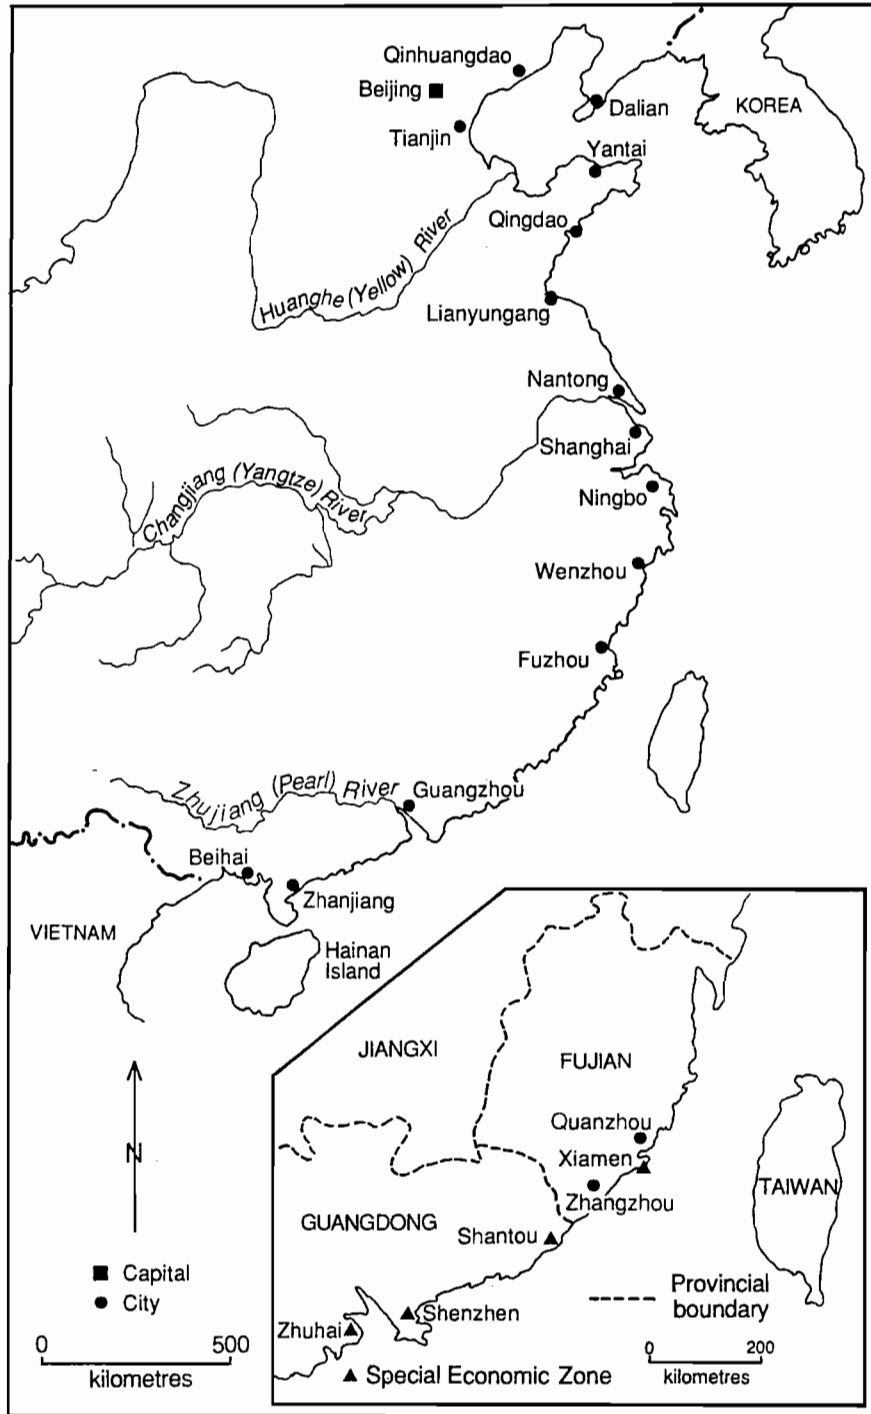 Qinhuangdao
Beijing
Tianjin
Dalian
KOREA
Yantai
Qingdao
Huanghe (Yellow) River
Lianyungang
Nantong
Shanghai
Changjiang (Yangtze) River
Ningbo
Wenzhou
Fuzhou
Zhujiang (Pearl) River
Guangzhou
Beihai
Zhanjiang
VIETNAM
Hainan
Island
N
Capital
City
0 500
kilometres
JIANGXI
FUJIAN
Quanzhou
Xiamen
Zhangzhou
TAIWAN
GUANGDONG
Shantou
Shenzhen
Zhuhai
Provincial
boundary
Special Economic Zone
0 200
kilometres